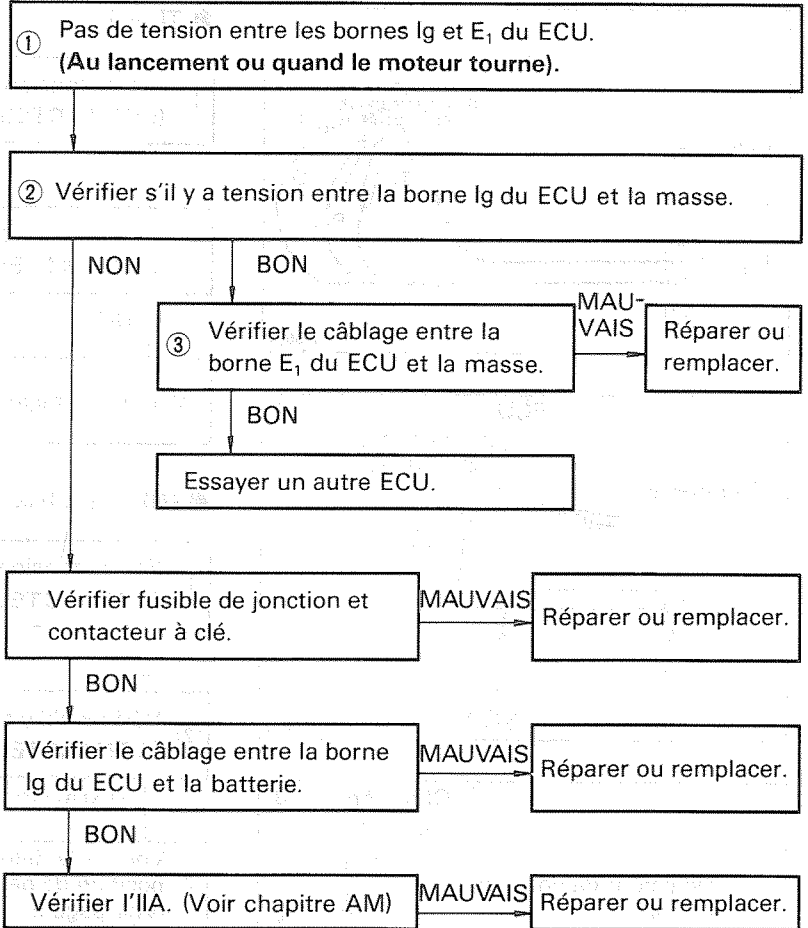 ① Pas de tension entre les bornes Ig et E₁ du ECU.
(Au lancement ou quand le moteur tourne).
② Vérifier s'il y a tension entre la borne Ig du ECU et la masse.
NON
BON
③ Vérifier le câblage entre la
borne E₁ du ECU et la masse.
MAU-
VAIS
Réparer ou
remplacer.
BON
Essayer un autre ECU.
Vérifier fusible de jonction et
contacteur à clé.
MAUVAIS
Réparer ou remplacer.
BON
Vérifier le câblage entre la borne
Ig du ECU et la batterie.
MAUVAIS
Réparer ou remplacer.
BON
Vérifier l'IIA. (Voir chapitre AM)
MAUVAIS
Réparer ou remplacer.